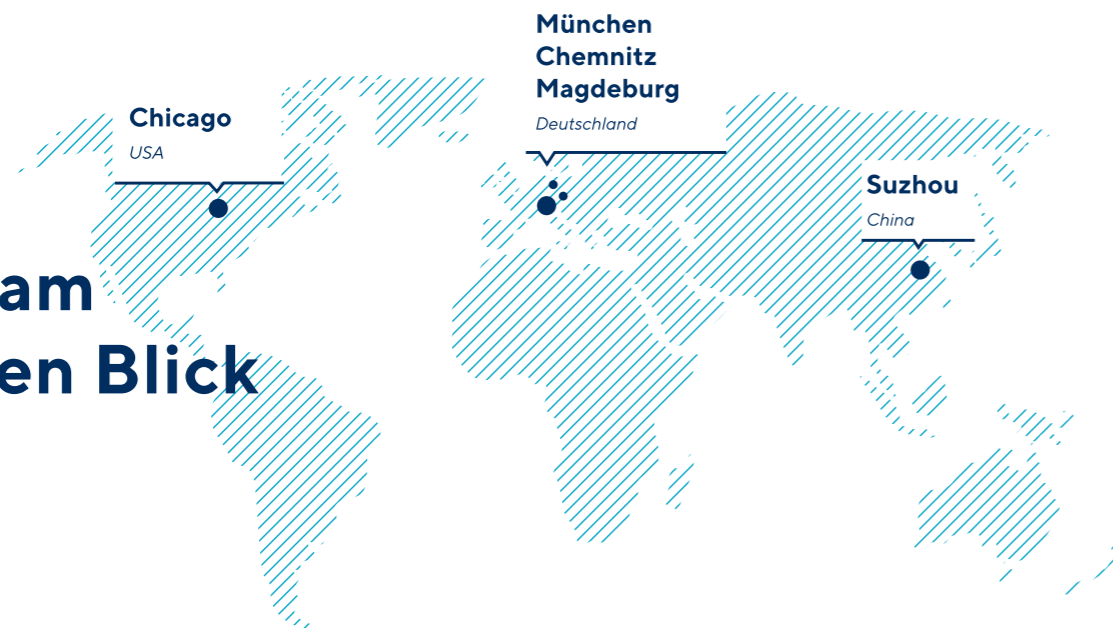 München
Chemnitz
Magdeburg
Deutschland
Chicago
USA
Suzhou
China
am
en Blick